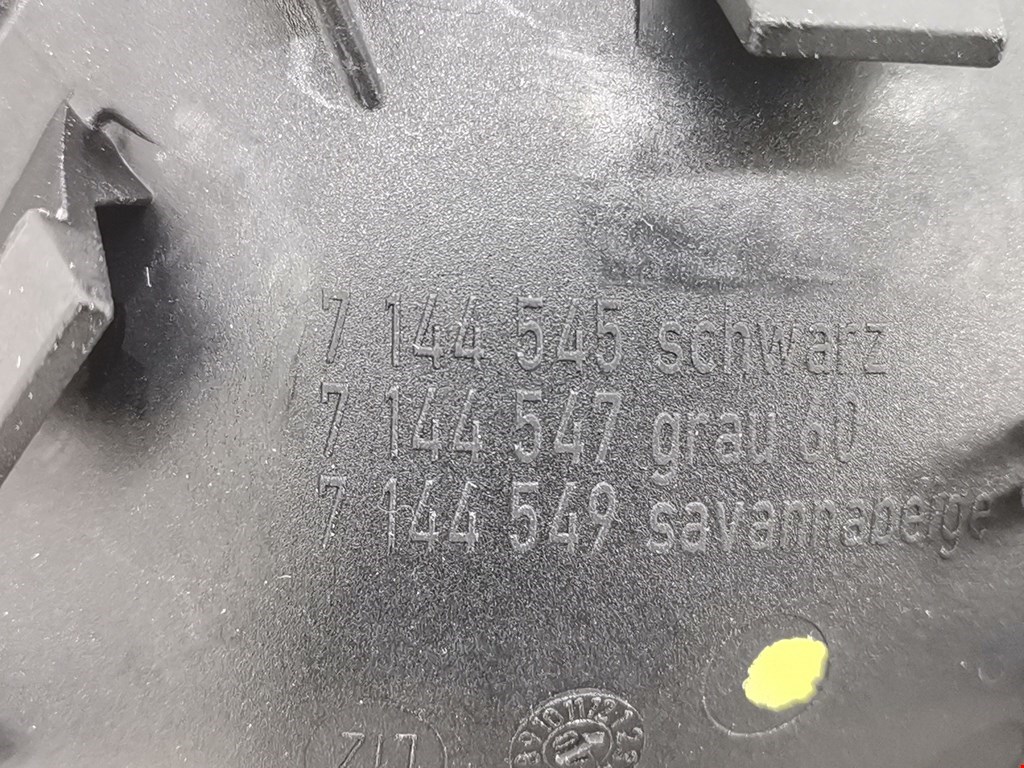 7 144 545 schwarz
7 144 547 grau 60
7 144 549 savannabeige